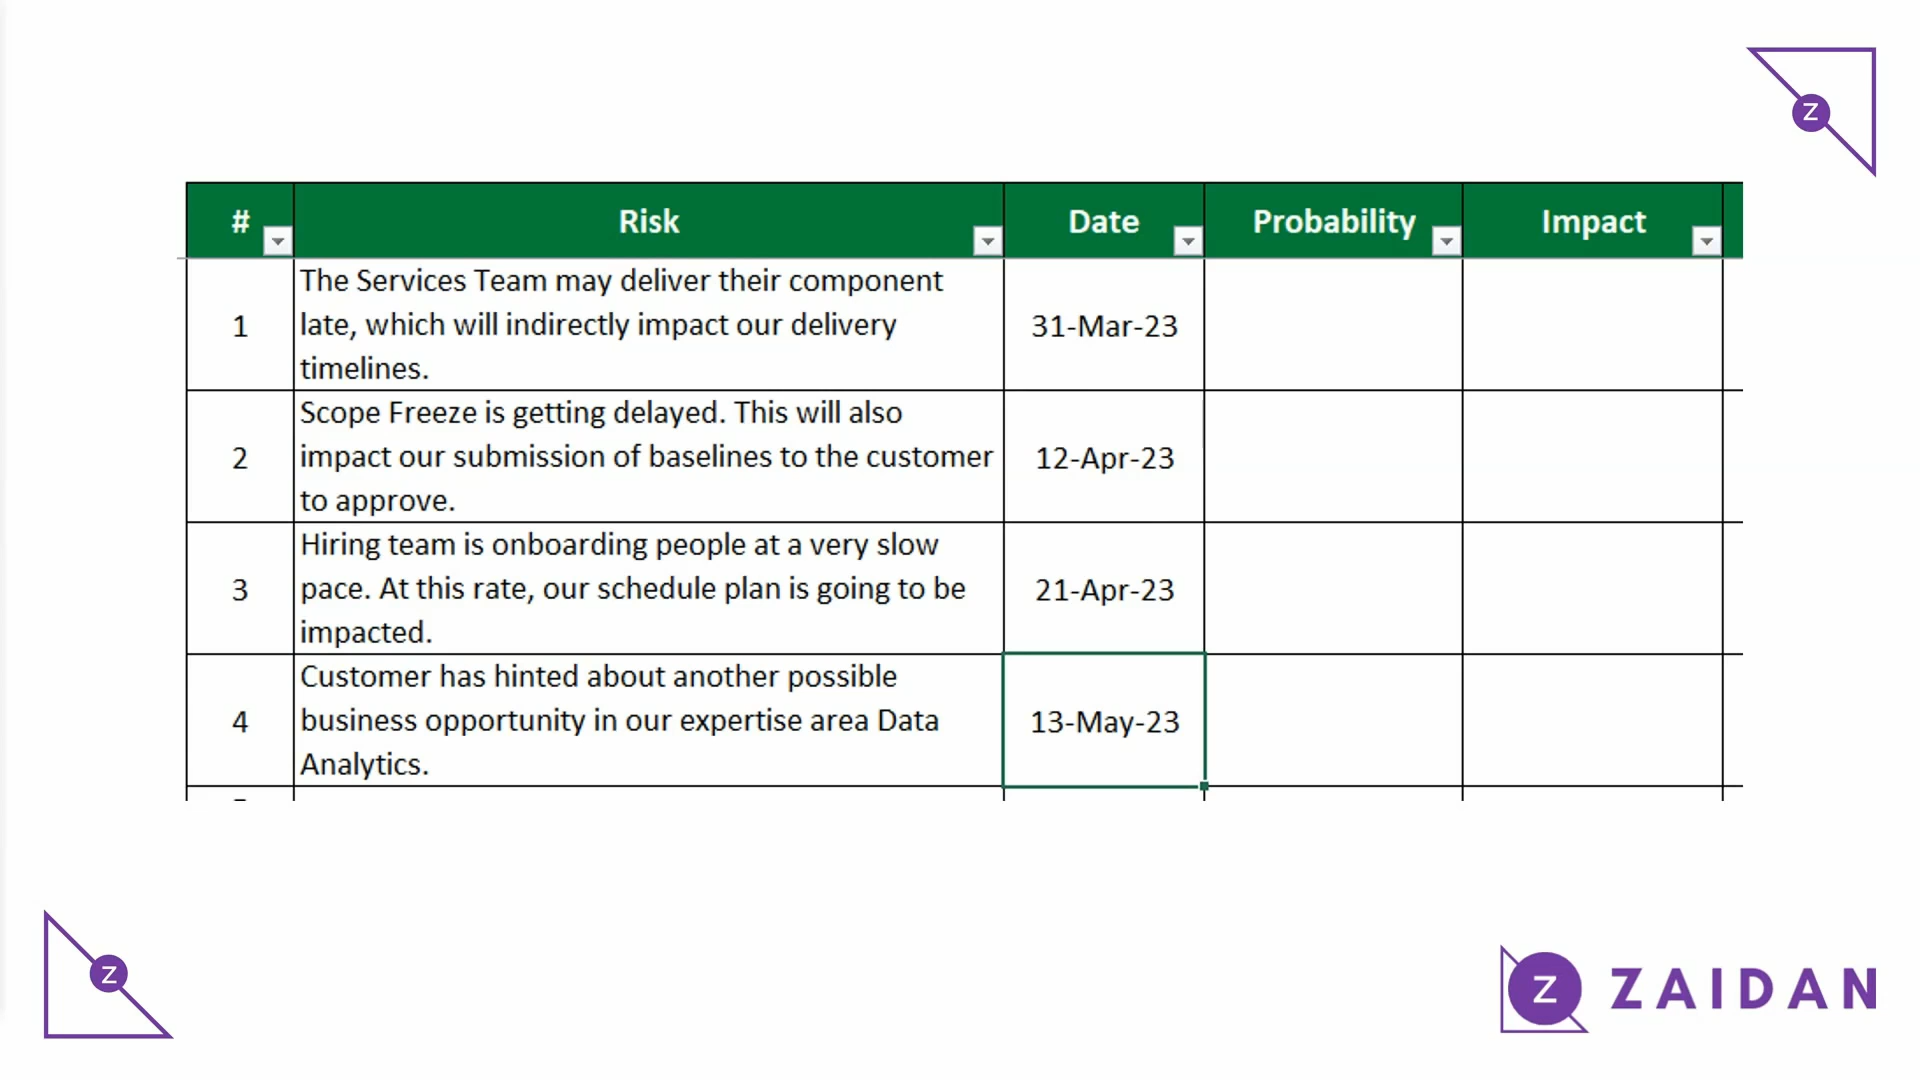 Z
# Risk Date Probability Impact
The Services Team may deliver their component
1 late, which will indirectly impact our delivery 31-Mar-23
timelines.
Scope Freeze is getting delayed. This will also
2 impact our submission of baselines to the customer 12-Apr-23
to approve.
Hiring team is onboarding people at a very slow
3 pace. At this rate, our schedule plan is going to be 21-Apr-23
impacted.
Customer has hinted about another possible
4 business opportunity in our expertise area Data 13-May-23
Analytics.
Z
Z ZAIDAN